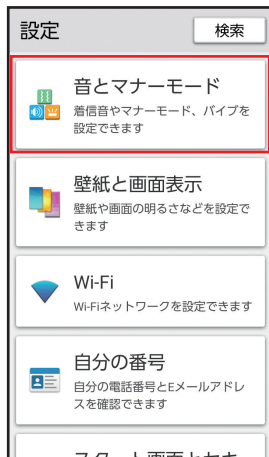 設定
検索
音とマナーモード
着信音やマナーモード、バイブを
設定できます
壁紙と画面表示
壁紙や画面の明るさなどを設定で
きます
Wi-Fi
Wi-Fiネットワークを設定できます
自分の番号
自分の電話番号とEメールアドレ
スを確認できます